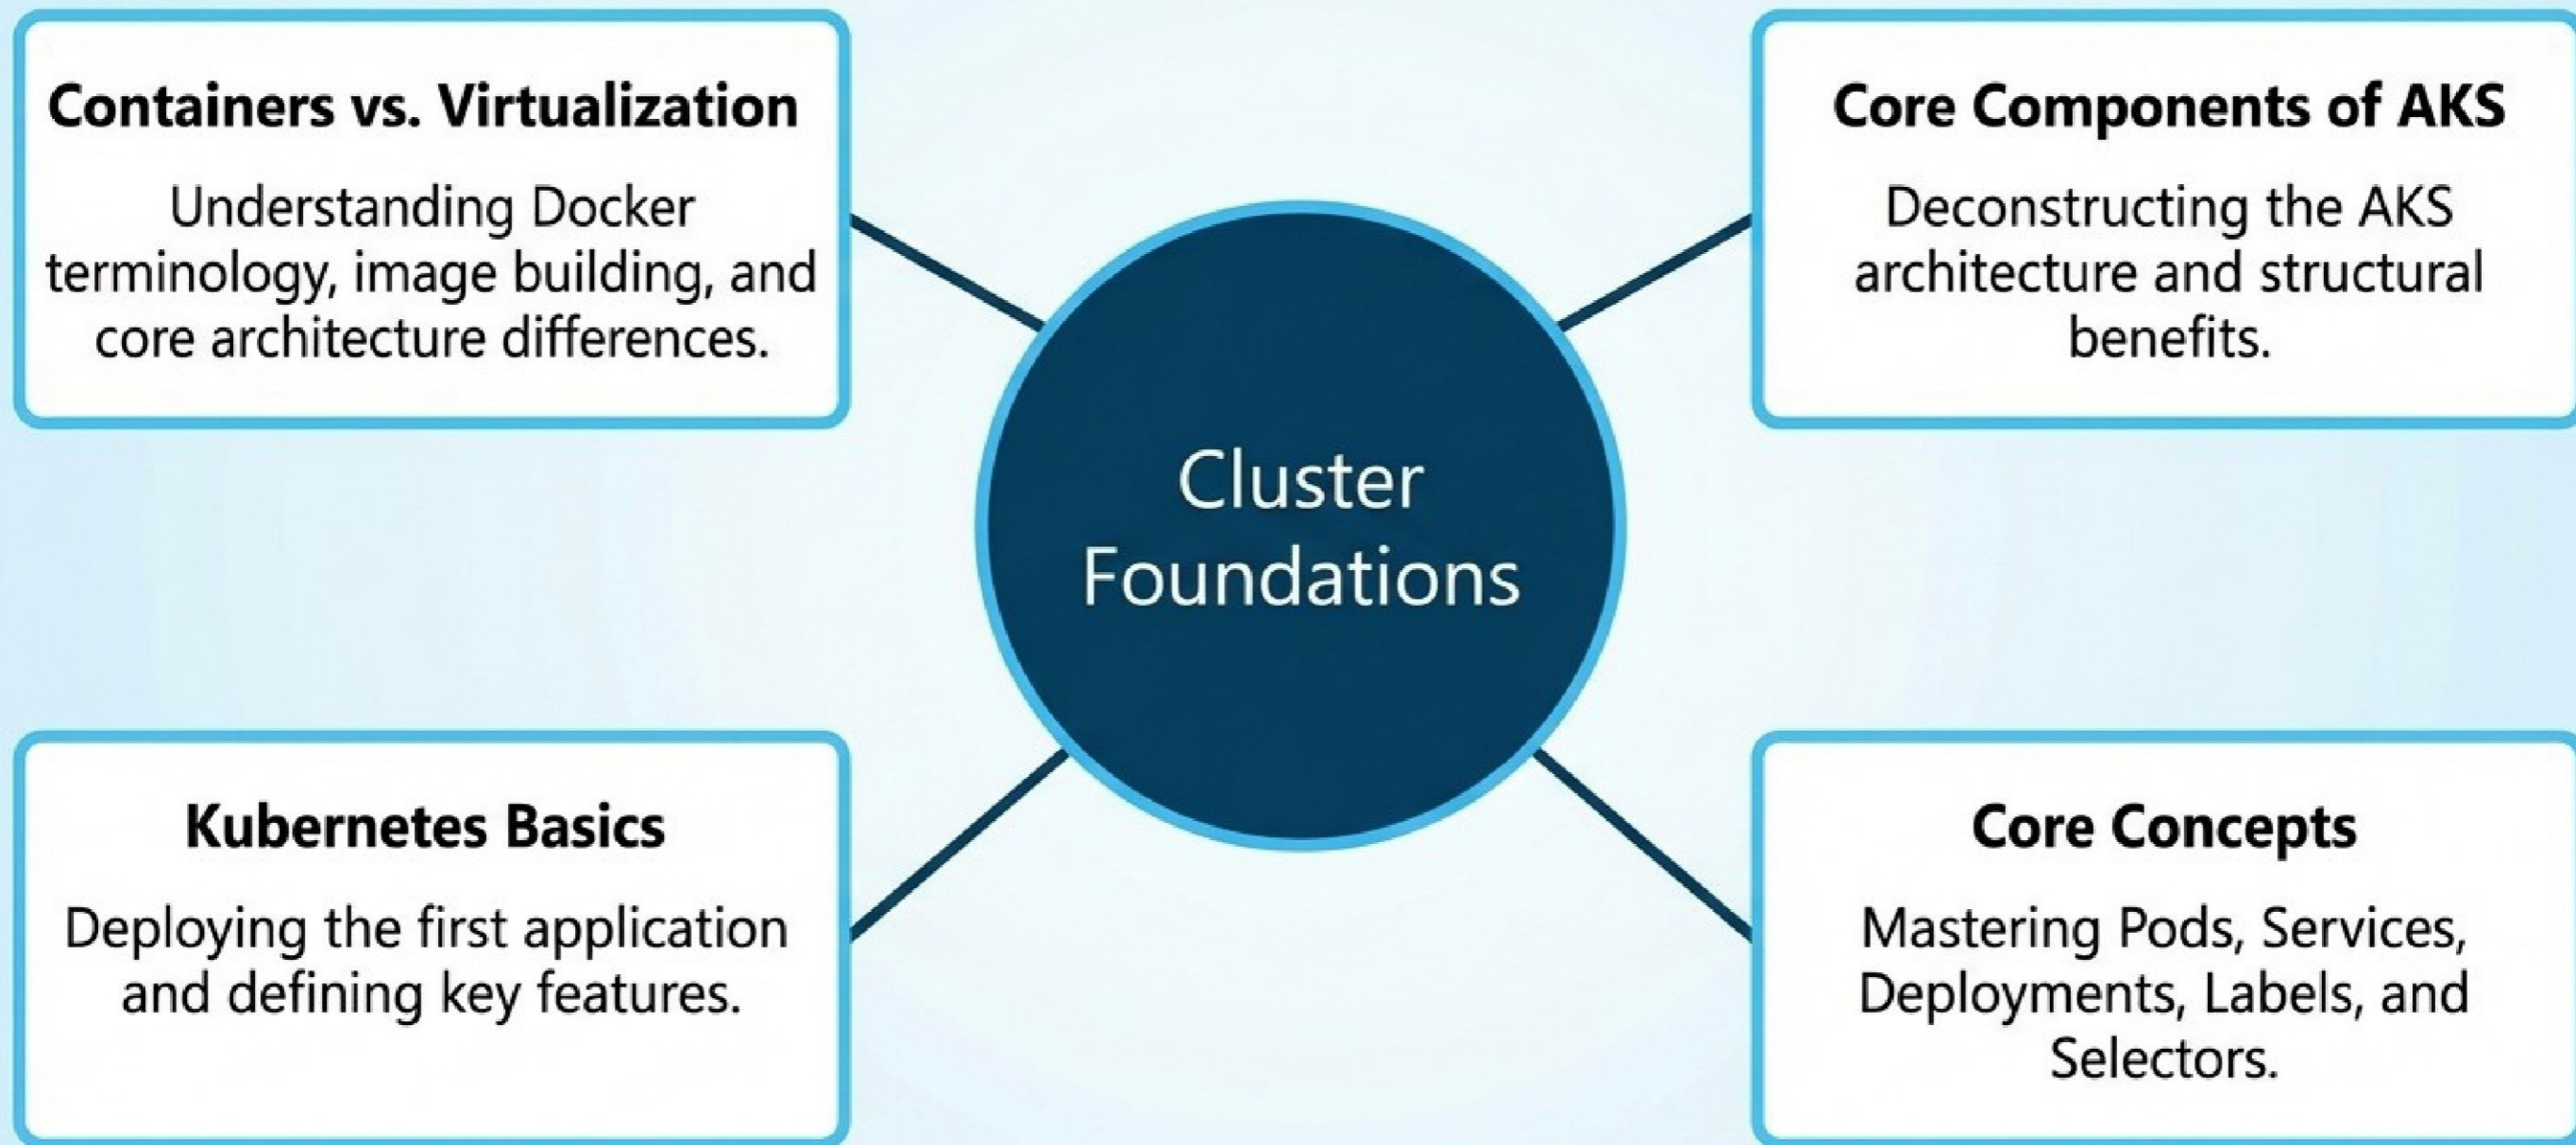 Containers vs. Virtualization
Understanding Docker
terminology, image building, and
core architecture differences.
Core Components of AKS
Deconstructing the AKS
architecture and structural
benefits.
Cluster
Foundations
Kubernetes Basics
Deploying the first application
and defining key features.
Core Concepts
Mastering Pods, Services,
Deployments, Labels, and
Selectors.